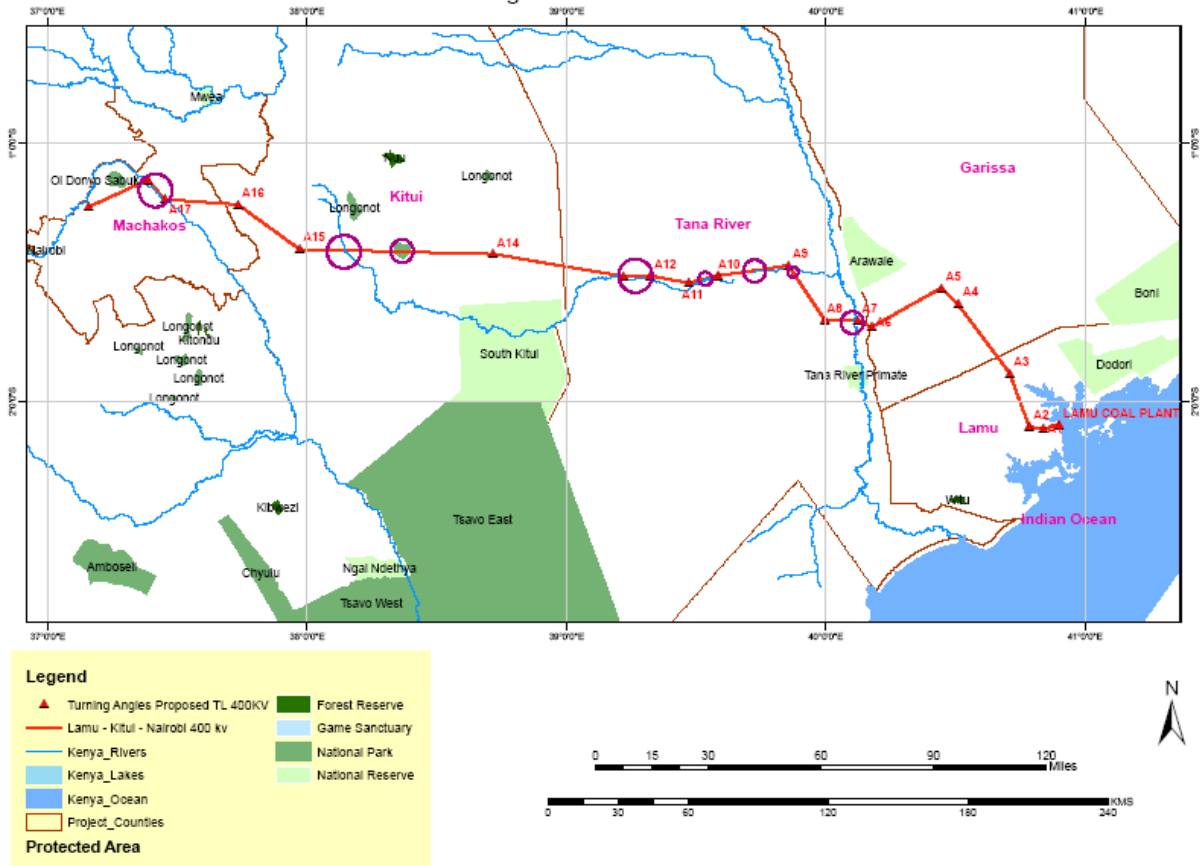 37°0'0"E
38°0'0"E
39°0'0"E
40°0'0"E
41°0'0"E
Mwea
1°0'0"S
1°0'0"S
Garissa
Ol Donyo Sabuk
Longonot
Kitui
Longonot
A16
A17
Machakos
Tana River
Nairobi
A15
A14
A12
A11
A10
A9
Arawale
A5
A4
Boni
A8
A7
A6
Longonot
Kitondu
Longonot
Longonot
Longonot
Longonot
South Kitui
Tana River Primate
A3
Dodori
2°0'0"S
2°0'0"S
A2
LAMU COAL PLANT
Lamu
Kibwezi
Witu
Tsavo East
Indian Ocean
Amboseli
Chyulu
Ngai Ndethya
Tsavo West
37°0'0"E
38°0'0"E
39°0'0"E
40°0'0"E
41°0'0"E
Legend
Turning Angles Proposed TL 400KV
Lamu - Kitui - Nairobi 400 kv
Kenya_Rivers
Kenya_Lakes
Kenya_Ocean
Project_Counties
Protected Area
Forest Reserve
Game Sanctuary
National Park
National Reserve
N
0 15 30 60 90 120
Miles
KMS
0 30 60 120 180 240